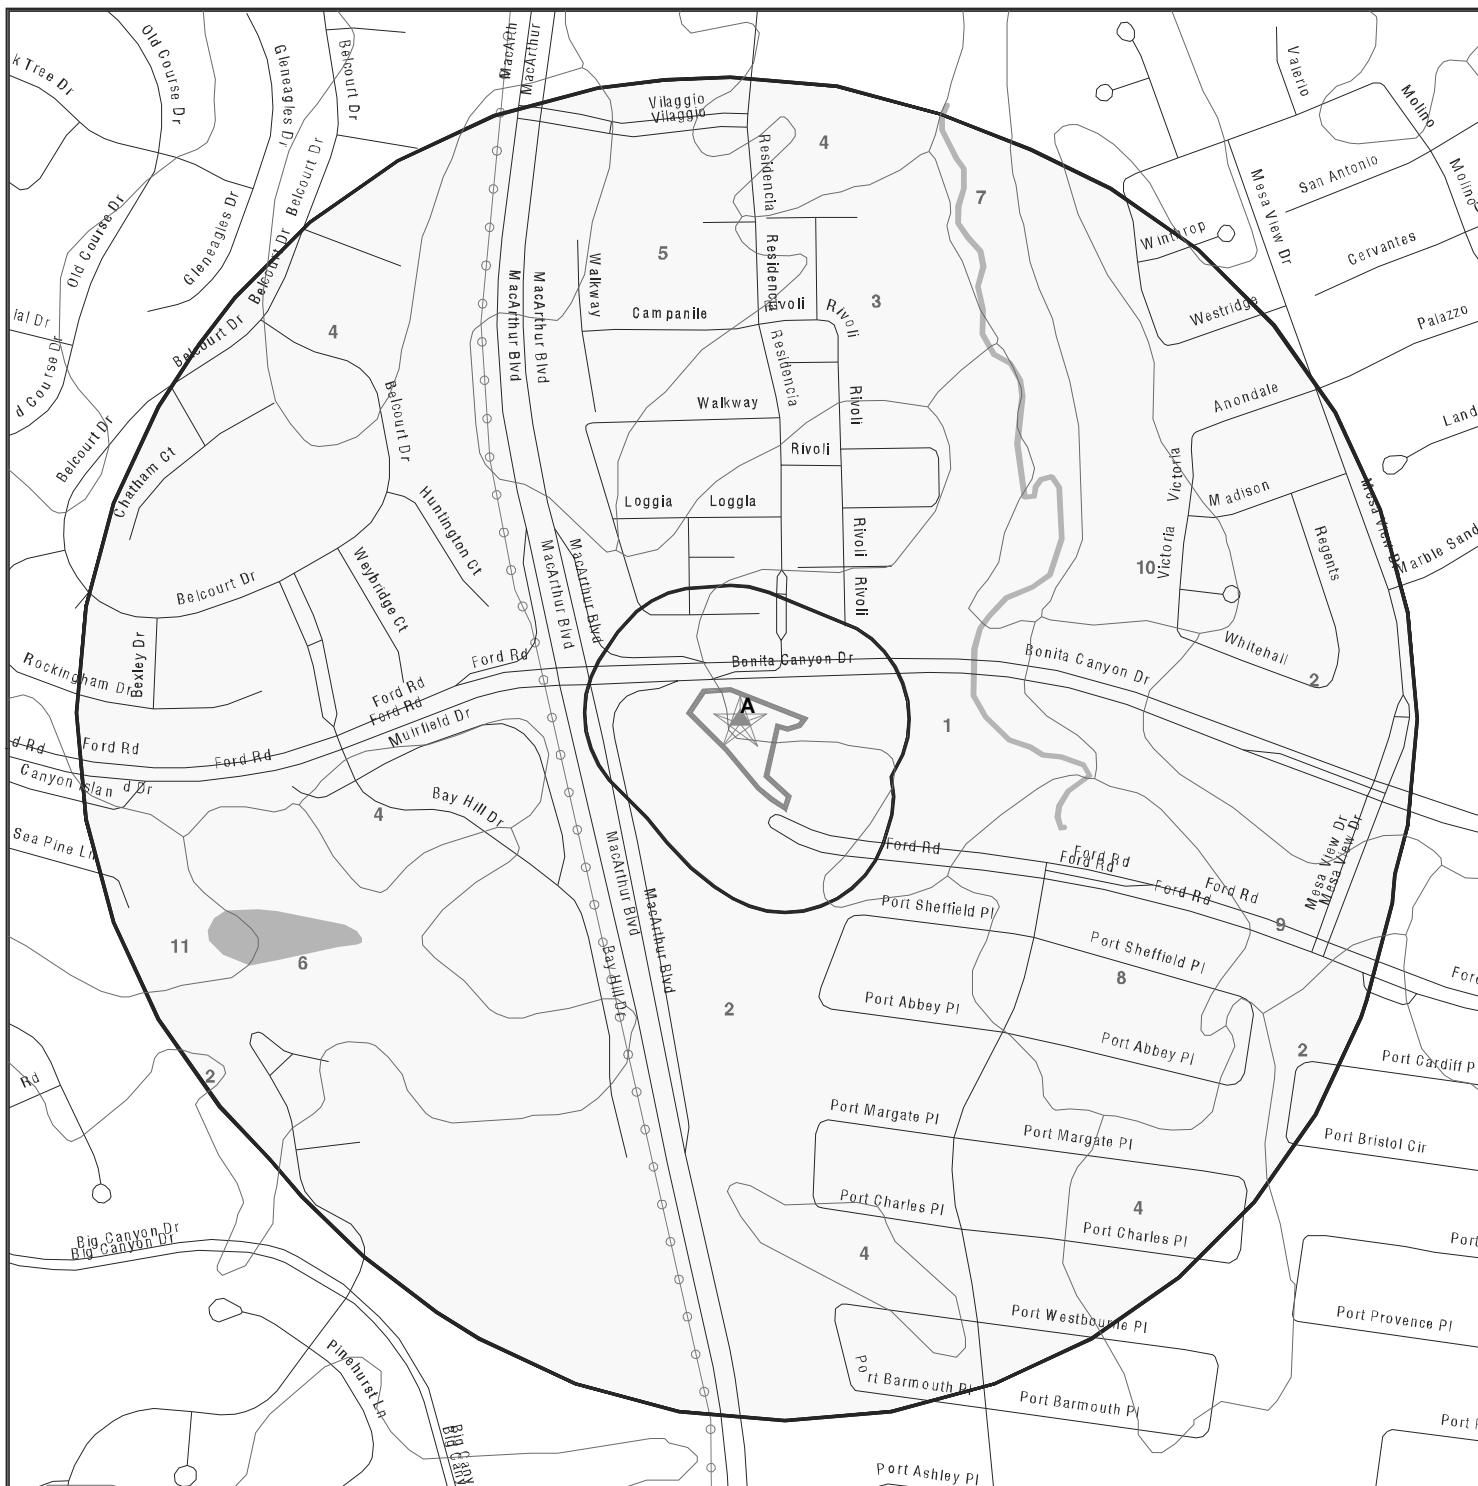 k Tree Dr
Old Course Dr
Gleneagles Dr
Belcourt Dr
MacArth
MacArthur
Vilaggio
Vilaggio
Valerio
Molino
4
Residencia
7
Mesa View Dr
San Antonio
Molino
Old Course Dr
Gleneagles Dr
Belcourt Dr
Belcourt Dr
Winthrop
Cervantes
5
Walkway
Residencia
3
MacArthur Blvd
MacArthur Blvd
ial Dr
4
Belcourt Dr
Campanile
Rivoli
Rivoli
Westridge
Palazzo
d Course Dr
Residencia
Belcourt Dr
Walkway
Rivoli
Anondale
Land
Belcourt Dr
Chatham Ct
Rivoli
Victoria
Madison
Mesa View Dr
Huntington Ct
Loggia
Loggla
Rivoli
Regents
Marble Sand
Weybridge Ct
MacArthur Blvd
MacArthur Blvd
10
Victoria
Belcourt Dr
Rivoli
Bexley Dr
Whitehall
Rockingham Dr
Ford Rd
Bonita Canyon Dr
Bonita Canyon Dr
2
Ford Rd
Ford Rd
A
1
Muirfield Dr
d Rd
Ford Rd
Ford Rd
Canyon Islan d Dr
Bay Hill Dr
4
Sea Pine Ln
MacArthur Blvd
Ford Rd
Ford Rd
Ford Rd
Ford Rd
Ford Rd
Mesa View Dr
Mesa View Dr
MacArthur Blvd
Port Sheffield Pl
9
11
6
Bay Hill Dr
Port Sheffield Pl
8
Ford
2
Port Abbey Pl
Port Abbey Pl
2
Port Cardiff P
Rd
2
Port Margate Pl
Port Margate Pl
Port Bristol Cir
Port Charles Pl
4
Port Charles Pl
Big Canyon Dr
Big Canyon Dr
4
Port
Port Westbourne Pl
Port Provence Pl
Pinehurst Ln
Port Barmouth Pl
Port Barmouth Pl
Big Cany
Big Cany
Port
Port Ashley Pl